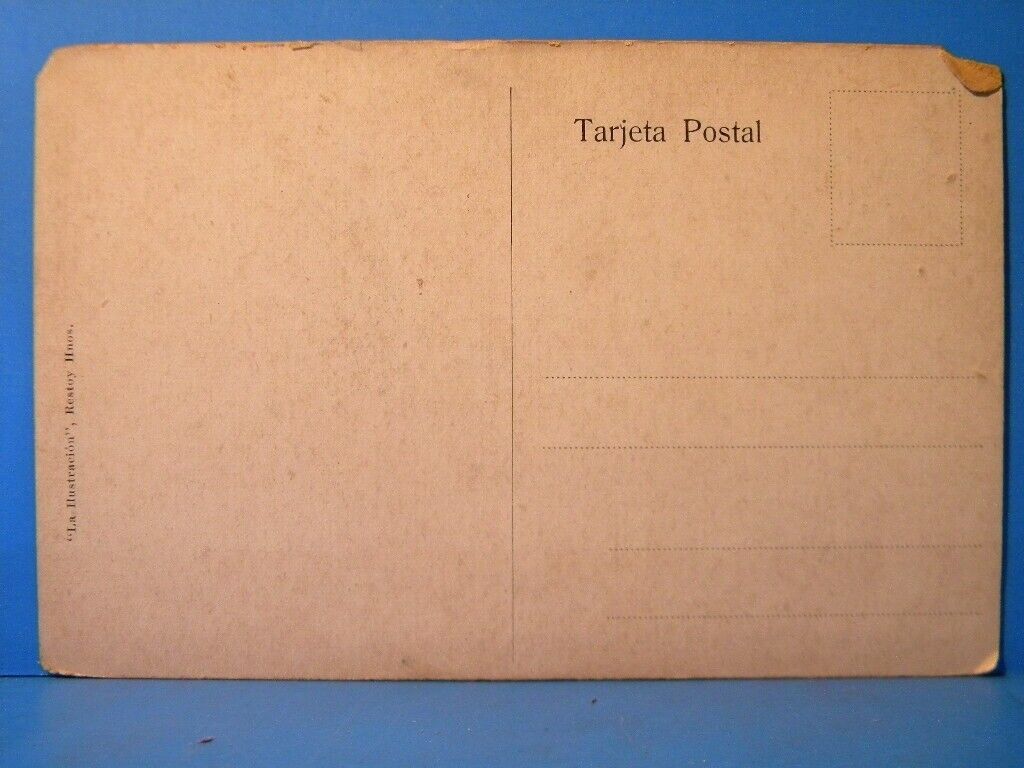 Tarjeta Postal
"La Ilustración", Restoy Hnos.